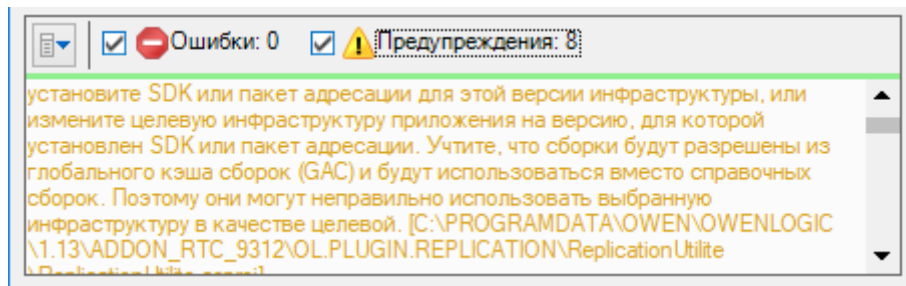 Ошибки: 0 Предупреждения: 8
установите SDK или пакет адресации для этой версии инфраструктуры, или
измените целевую инфраструктуру приложения на версию, для которой
установлен SDK или пакет адресации. Учтите, что сборки будут разрешены из
глобального кэша сборок (GAC) и будут использоваться вместо справочных
сборок. Поэтому они могут неправильно использовать выбранную
инфраструктуру в качестве целевой. [C:\PROGRAMDATA\OWEN\OWENLOGIC
\1.13\ADDON_RTC_9312\OL.PLUGIN.REPLICATION\ReplicationUtilite